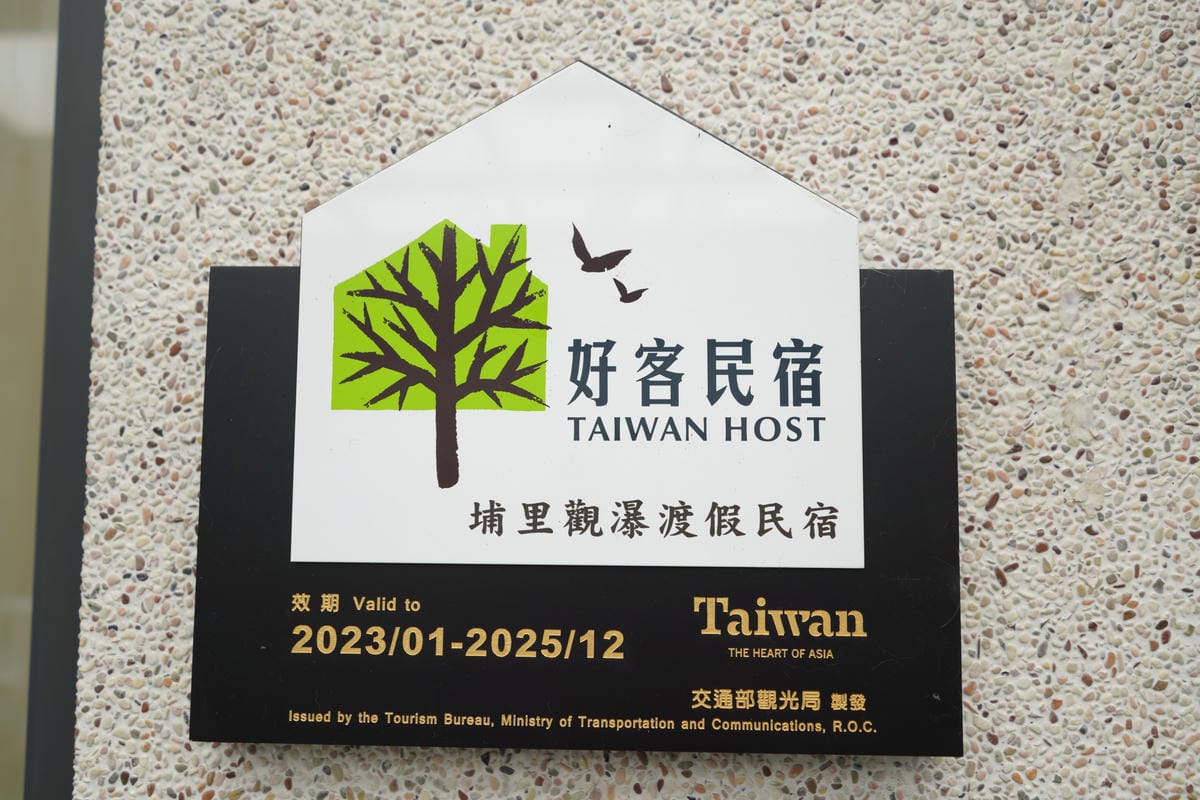 好客民宿
TAIWAN HOST
埔里觀瀑渡假民宿
效期 Valid to
2023/01-2025/12
Taiwan
THE HEART OF ASIA
交通部觀光局 製發
Issued by the Tourism Bureau, Ministry of Transportation and Communications, R.O.C.